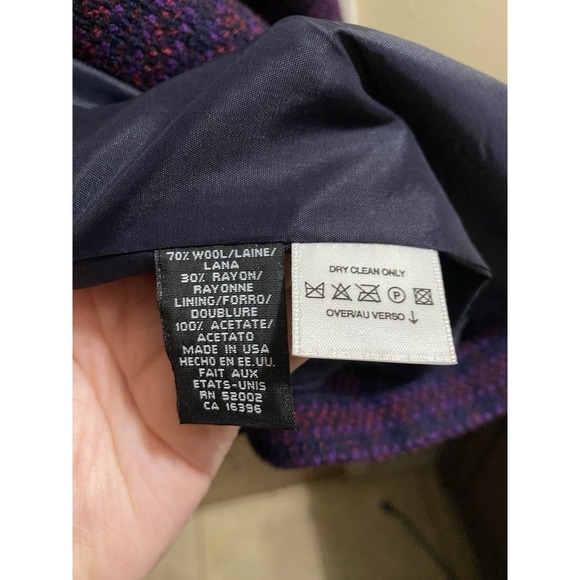 70% WOOL/LAINE/
LANA
30% RAYON/
RAYONNE
LINING/FORRO/
DOUBLURE
100% ACETATE/
ACETATO
MADE IN USA
HECHO EN EE.UU.
FAIT AUX
ETATS-UNIS
RN 52002
CA 16396
DRY CLEAN ONLY
P
OVER/AU VERSO ↓